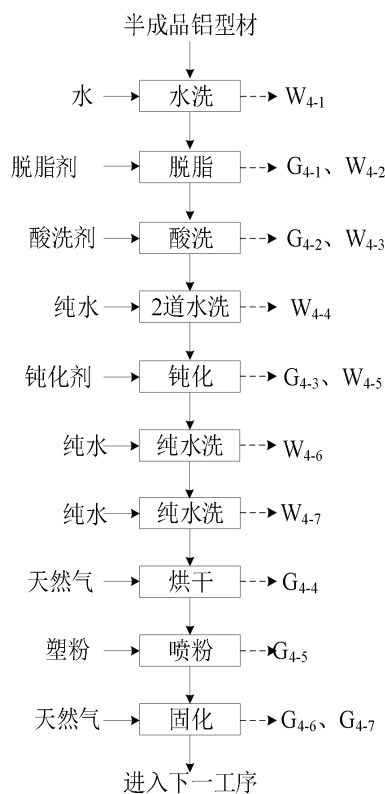 半成品铝型材
水 水洗 W4-1
脱脂剂 脱脂 G4-1、W4-2
酸洗剂 酸洗 G4-2、W4-3
纯水 2道水洗 W4-4
钝化剂 钝化 G4-3、W4-5
纯水 纯水洗 W4-6
纯水 纯水洗 W4-7
天然气 烘干 G4-4
塑粉 喷粉 G4-5
天然气 固化 G4-6、G4-7
进入下一工序